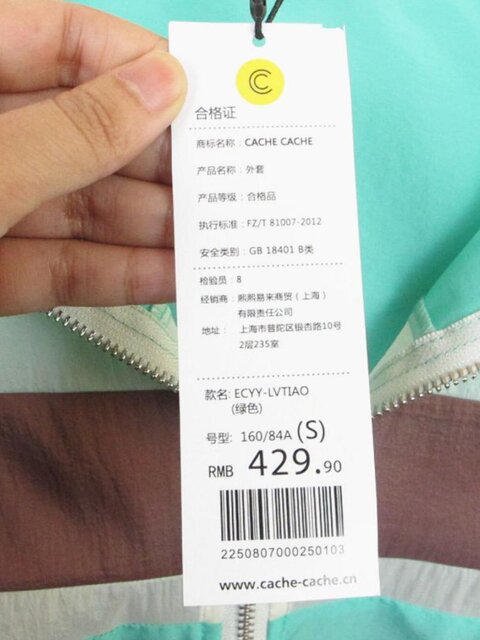 合格证
商标名称：CACHE CACHE
产品名称：外套
产品等级：合格品
执行标准：FZ/T 81007-2012
安全类别：GB 18401 B类
检验员：8
经销商：熙熙易来商贸（上海）
有限责任公司
地址：上海市普陀区银杏路10号
2层235室
款名：ECYY-LVTIAO
(绿色)
号型：160/84A (S)
RMB 429.90
2250807000250103
www.cache-cache.cn